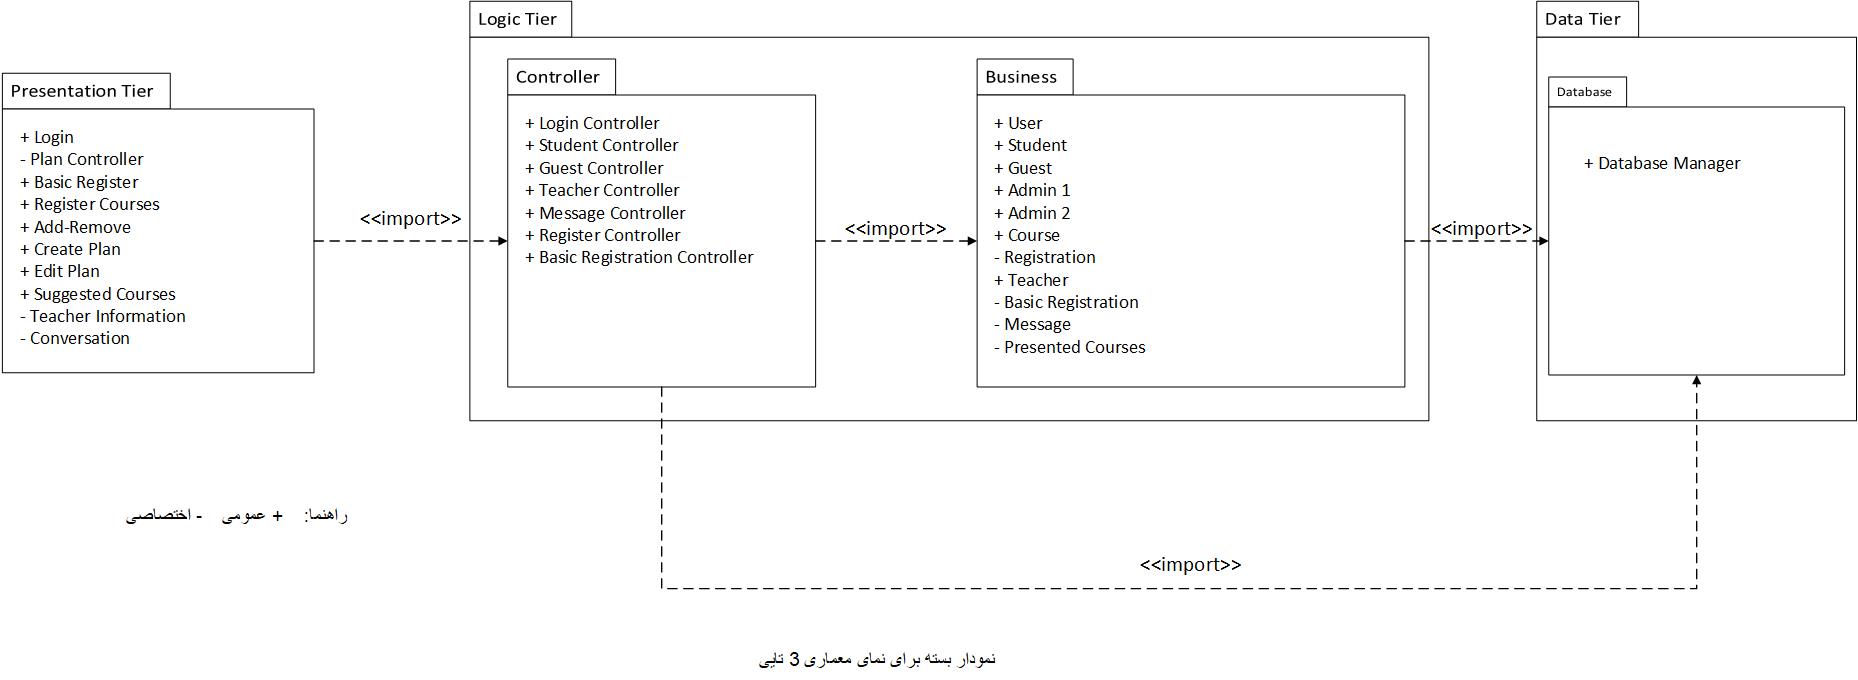 Presentation Tier
+ Login
- Plan Controller
+ Basic Register
+ Register Courses
+ Add-Remove
+ Create Plan
+ Edit Plan
+ Suggested Courses
- Teacher Information
- Conversation
<<import>>
Logic Tier
Controller
+ Login Controller
+ Student Controller
+ Guest Controller
+ Teacher Controller
+ Message Controller
+ Register Controller
+ Basic Registration Controller
<<import>>
Business
+ User
+ Student
+ Guest
+ Admin 1
+ Admin 2
+ Course
- Registration
+ Teacher
- Basic Registration
- Message
- Presented Courses
<<import>>
Data Tier
Database
+ Database Manager
<<import>>
راهنما: + عمومی - اختصاصی
نمودار بسته برای نمای معماری 3 تایی